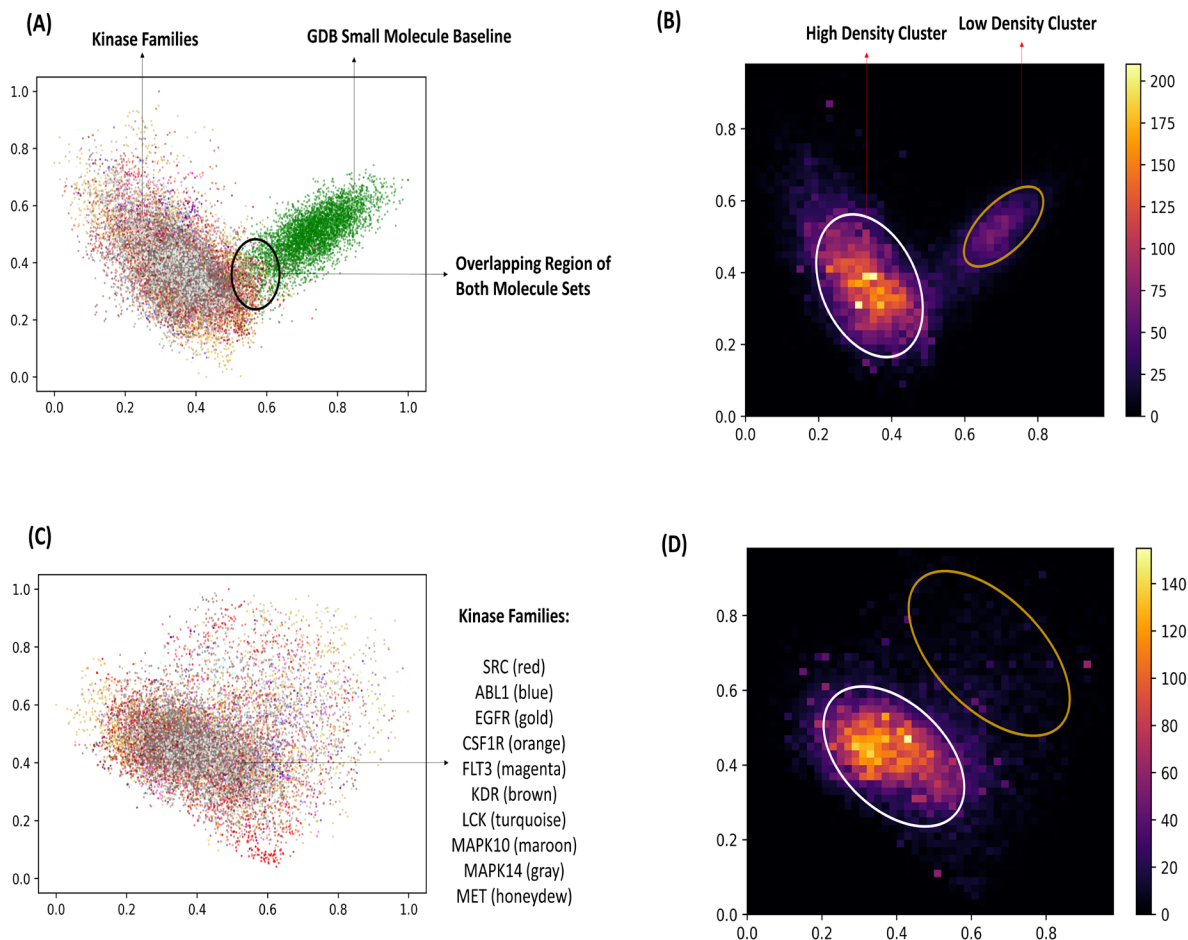 (A)
Kinase Families
GDB Small Molecule Baseline
1.0
0.8
0.6
0.4
0.2
0.0
0.0 0.2 0.4 0.6 0.8 1.0
Overlapping Region of
Both Molecule Sets
(B)
High Density Cluster
Low Density Cluster
0.8
0.6
0.4
0.2
0.0
0.0 0.2 0.4 0.6 0.8
200
175
150
125
100
75
50
25
0
(C)
1.0
0.8
0.6
0.4
0.2
0.0
0.0 0.2 0.4 0.6 0.8 1.0
Kinase Families:
SRC (red)
ABL1 (blue)
EGFR (gold)
CSF1R (orange)
FLT3 (magenta)
KDR (brown)
LCK (turquoise)
MAPK10 (maroon)
MAPK14 (gray)
MET (honeydew)
(D)
0.8
0.6
0.4
0.2
0.0
0.0 0.2 0.4 0.6 0.8
140
120
100
80
60
40
20
0